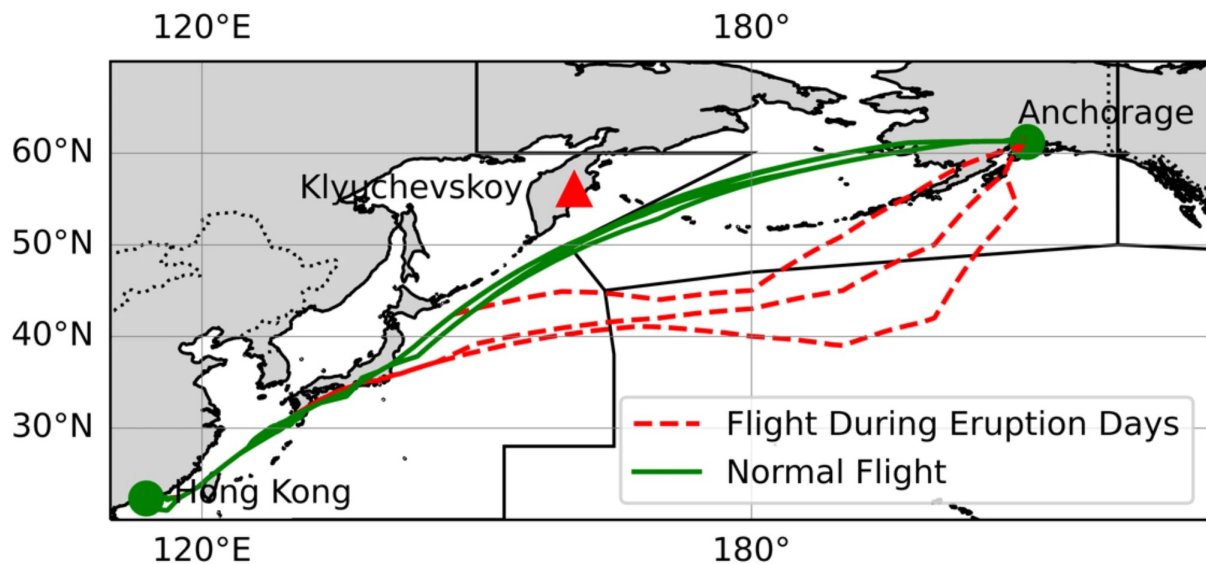 120°E 180°
Anchorage
60°N
Klyuchevskoy
50°N
40°N
30°N
Flight During Eruption Days
Normal Flight
Hong Kong
120°E 180°